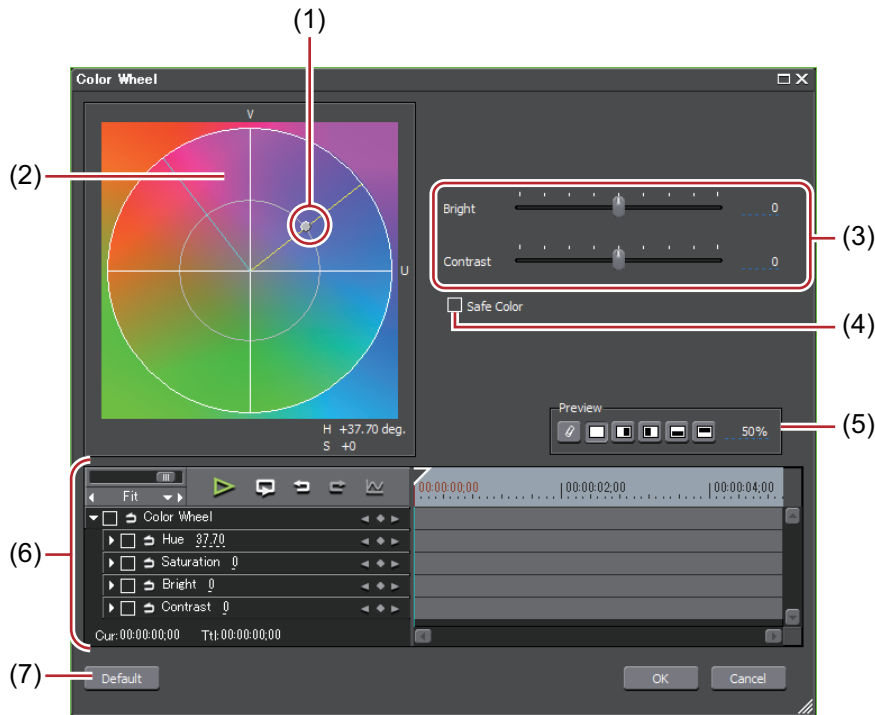 (1)
Color Wheel
V
(2)
U
H +37.70 deg.
S +0
Bright 0
Contrast 0
(3)
Safe Color
(4)
Preview
50%
(5)
Fit
00:00:00;00 00:00:02;00 00:00:04;00
Color Wheel
Hue 37.70
Saturation 0
Bright 0
Contrast 0
(6)
Cur:00:00:00;00 Ttl:00:00:00;00
(7)
Default OK Cancel